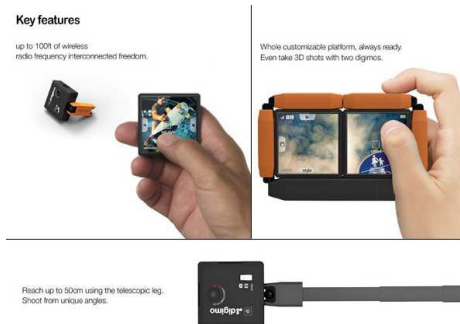 Key features
up to 100ft of wireless
radio frequency interconnected freedom.
Whole customizable platform, always ready.
Even take 3D shots with two digimos.
style
Reach up to 50cm using the telescopic leg.
Shoot from unique angles.
digimo